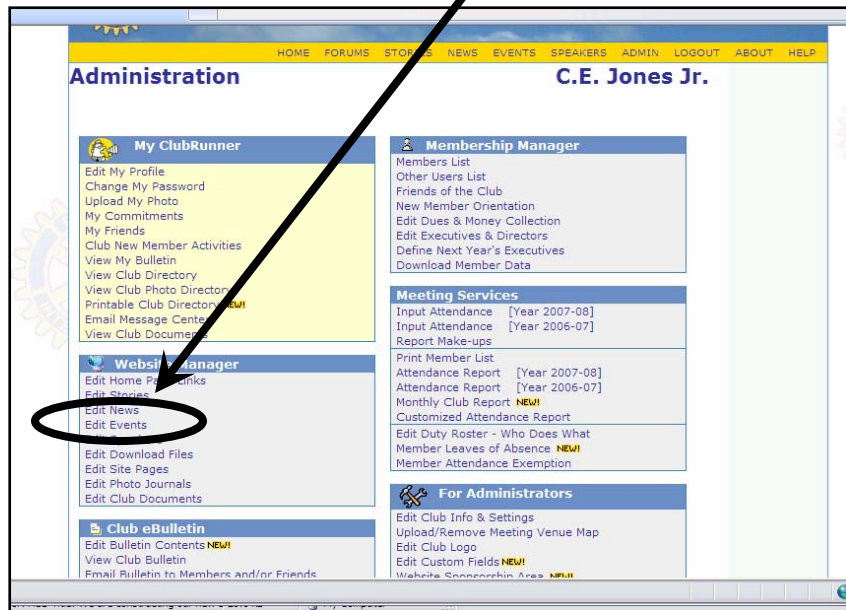 HOME FORUMS STORIES NEWS EVENTS SPEAKERS ADMIN LOGOUT ABOUT HELP
Administration
C.E. Jones Jr.
My ClubRunner
Edit My Profile
Change My Password
Upload My Photo
My Commitments
My Friends
Club New Member Activities
View My Bulletin
View Club Directory
View Club Photo Directory
Printable Club Directory NEW!
Email Message Center
View Club Documents
Website Manager
Edit Home Page Links
Edit Stories
Edit News
Edit Events
Edit
Edit Download Files
Edit Site Pages
Edit Photo Journals
Edit Club Documents
Club eBulletin
Edit Bulletin Contents NEW!
View Club Bulletin
Email Bulletin to Members and/or Friends
Membership Manager
Members List
Other Users List
Friends of the Club
New Member Orientation
Edit Dues & Money Collection
Edit Executives & Directors
Define Next Year's Executives
Download Member Data
Meeting Services
Input Attendance [Year 2007-08]
Input Attendance [Year 2006-07]
Report Make-ups
Print Member List
Attendance Report [Year 2007-08]
Attendance Report [Year 2006-07]
Monthly Club Report NEW!
Customized Attendance Report
Edit Duty Roster - Who Does What
Member Leaves of Absence NEW!
Member Attendance Exemption
For Administrators
Edit Club Info & Settings
Upload/Remove Meeting Venue Map
Edit Club Logo
Edit Custom Fields NEW!
Website Sponsorship Area NEW!